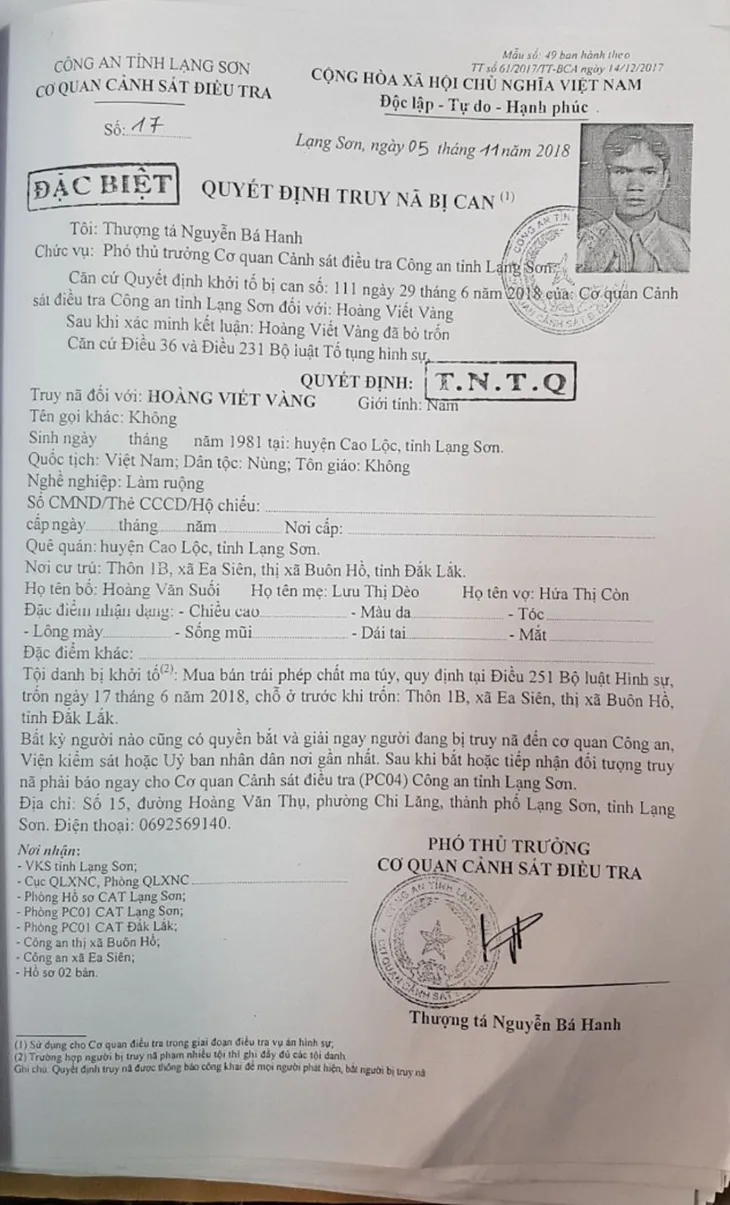 Mẫu số: 49 ban hành theo
TT số 61/2017/TT-BCA ngày 14/12/2017
CÔNG AN TỈNH LẠNG SƠN
CƠ QUAN CẢNH SÁT ĐIỀU TRA
CỘNG HÒA XÃ HỘI CHỦ NGHĨA VIỆT NAM
Độc lập - Tự do - Hạnh phúc
Số: 17
Lạng Sơn, ngày 05 tháng 11 năm 2018
ĐẶC BIỆT
QUYẾT ĐỊNH TRUY NÃ BỊ CAN (1)
Tôi: Thượng tá Nguyễn Bá Hanh
Chức vụ: Phó thủ trưởng Cơ quan Cảnh sát điều tra Công an tỉnh Lạng Sơn
Căn cứ Quyết định khởi tố bị can số: 111 ngày 29 tháng 6 năm 2018 của: Cơ quan Cảnh
sát điều tra Công an tỉnh Lạng Sơn đối với: Hoàng Viết Vàng
Sau khi xác minh kết luận: Hoàng Viết Vàng đã bỏ trốn
Căn cứ Điều 36 và Điều 231 Bộ luật Tố tụng hình sự,
QUYẾT ĐỊNH: T.N.T.Q
Truy nã đối với: HOÀNG VIẾT VÀNG Giới tính: Nam
Tên gọi khác: Không
Sinh ngày tháng năm 1981 tại: huyện Cao Lộc, tỉnh Lạng Sơn.
Quốc tịch: Việt Nam; Dân tộc: Nùng; Tôn giáo: Không
Nghề nghiệp: Làm ruộng
Số CMND/Thẻ CCCD/Hộ chiếu:
cấp ngày tháng năm Nơi cấp:
Quê quán: huyện Cao Lộc, tỉnh Lạng Sơn.
Nơi cư trú: Thôn 1B, xã Ea Siên, thị xã Buôn Hồ, tỉnh Đắk Lắk.
Họ tên bố: Hoàng Văn Suối Họ tên mẹ: Lưu Thị Dèo Họ tên vợ: Hứa Thị Còn
Đặc điểm nhận dạng: - Chiều cao - Màu da - Tóc
- Lông mày - Sống mũi - Dái tai - Mắt
Đặc điểm khác:
Tội danh bị khởi tố(2): Mua bán trái phép chất ma túy, quy định tại Điều 251 Bộ luật Hình sự,
trốn ngày 17 tháng 6 năm 2018, chỗ ở trước khi trốn: Thôn 1B, xã Ea Siên, thị xã Buôn Hồ,
tỉnh Đắk Lắk.
Bất kỳ người nào cũng có quyền bắt và giải ngay người đang bị truy nã đến cơ quan Công an,
Viện kiểm sát hoặc Uỷ ban nhân dân nơi gần nhất. Sau khi bắt hoặc tiếp nhận đối tượng truy
nã phải báo ngay cho Cơ quan Cảnh sát điều tra (PC04) Công an tỉnh Lạng Sơn.
Địa chỉ: Số 15, đường Hoàng Văn Thụ, phường Chi Lăng, thành phố Lạng Sơn, tỉnh Lạng
Sơn. Điện thoại: 0692569140.
Nơi nhận:
- VKS tỉnh Lạng Sơn;
- Cục QLXNC, Phòng QLXNC
- Phòng Hồ sơ CAT Lạng Sơn;
- Phòng PC01 CAT Lạng Sơn;
- Phòng PC01 CAT Đắk Lắk;
- Công an thị xã Buôn Hồ;
- Công an xã Ea Siên;
- Hồ sơ 02 bản.
PHÓ THỦ TRƯỞNG
CƠ QUAN CẢNH SÁT ĐIỀU TRA
Thượng tá Nguyễn Bá Hanh
(1) Sử dụng cho Cơ quan điều tra trong giai đoạn điều tra vụ án hình sự;
(2) Trường hợp người bị truy nã phạm nhiều tội thì ghi đầy đủ các tội danh
Ghi chú: Quyết định truy nã được thông báo công khai để mọi người phát hiện, bắt người bị truy nã